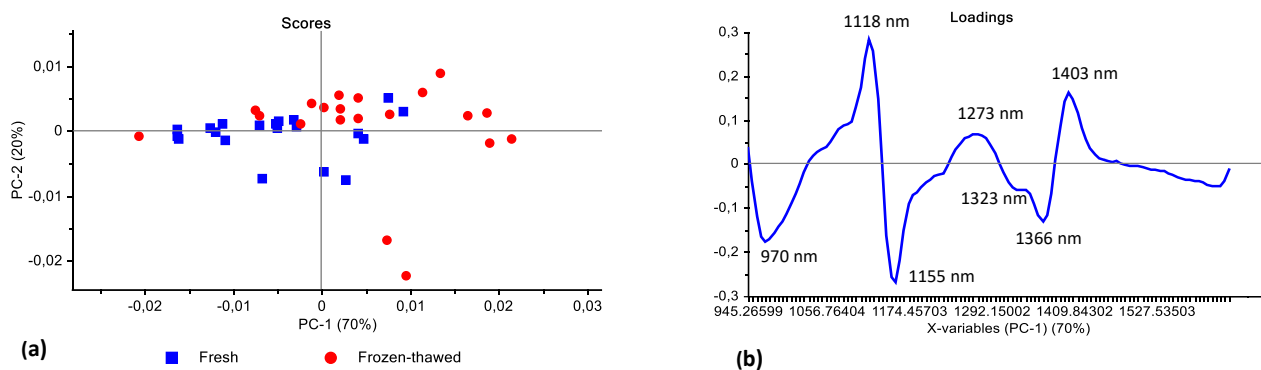 Scores
0,01
0
-0,01
-0,02
PC-2 (20%)
-0,02 -0,01 0 0,01 0,02 0,03
PC-1 (70%)
(a)
Fresh
Frozen-thawed
Loadings
0,3
0,2
0,1
0
-0,1
-0,2
-0,3
1118 nm
1403 nm
1273 nm
1323 nm
1366 nm
970 nm
1155 nm
945.26599 1056.76404 1174.45703 1292.15002 1409.84302 1527.53503
X-variables (PC-1) (70%)
(b)